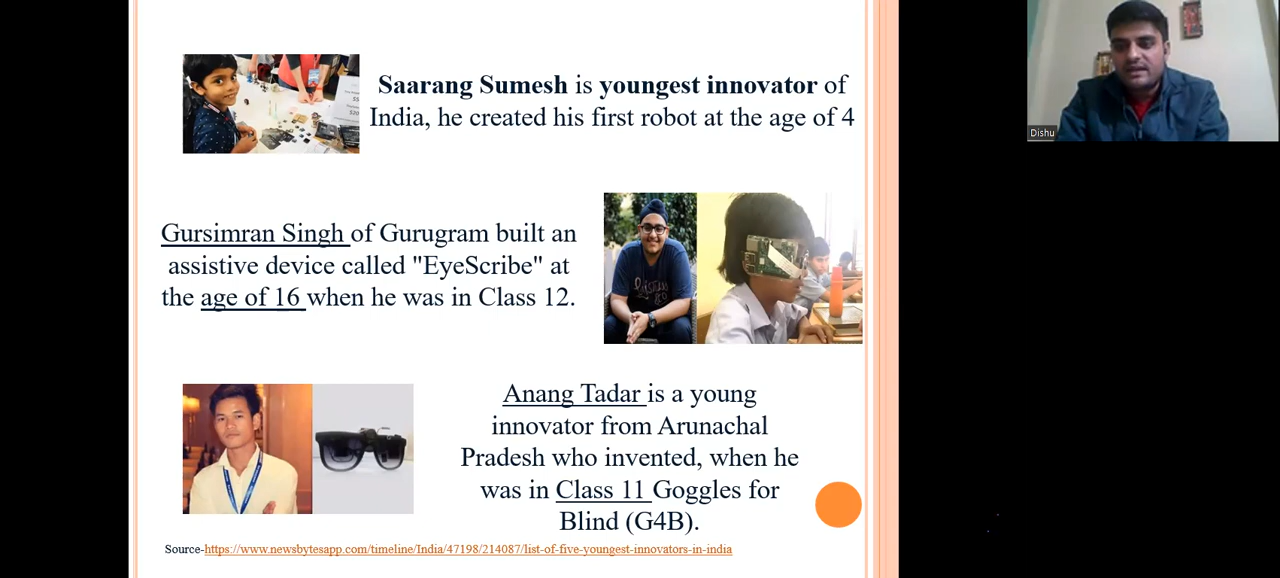 Saarang Sumesh is youngest innovator of
India, he created his first robot at the age of 4
Dishu
Gursimran Singh of Gurugram built an
assistive device called "EyeScribe" at
the age of 16 when he was in Class 12.
Anang Tadar is a young
innovator from Arunachal
Pradesh who invented, when he
was in Class 11 Goggles for
Blind (G4B).
Source-https://www.newsbytesapp.com/timeline/India/47198/214087/list-of-five-youngest-innovators-in-india